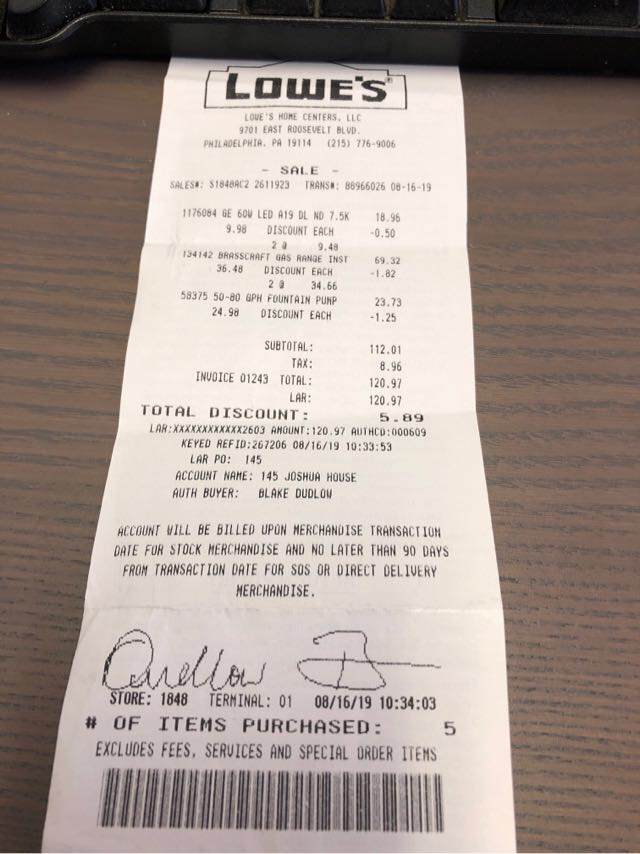 LOWE'S®
LOWE'S HOME CENTERS, LLC
9701 EAST ROOSEVELT BLVD.
PHILADELPHIA, PA 19114 (215) 776-9006
- SALE -
SALES#: S1848AC2 2611923 TRANS#: 88966026 08-16-19
1176084 GE 60W LED A19 DL ND 7.5K 18.96
9.98 DISCOUNT EACH -0.50
2 @ 9.48
134142 BRASSCRAFT GAS RANGE INST 69.32
36.48 DISCOUNT EACH -1.82
2 @ 34.66
58375 50-80 GPH FOUNTAIN PUMP 23.73
24.98 DISCOUNT EACH -1.25
SUBTOTAL: 112.01
TAX: 8.96
INVOICE 01243 TOTAL: 120.97
LAR: 120.97
TOTAL DISCOUNT: 5.89
LAR:XXXXXXXXXXXX2603 AMOUNT:120.97 AUTHCD:000609
KEYED REFID:267206 08/16/19 10:33:53
LAR PO: 145
ACCOUNT NAME: 145 JOSHUA HOUSE
AUTH BUYER: BLAKE DUDLOW
ACCOUNT WILL BE BILLED UPON MERCHANDISE TRANSACTION
DATE FOR STOCK MERCHANDISE AND NO LATER THAN 90 DAYS
FROM TRANSACTION DATE FOR SOS OR DIRECT DELIVERY
MERCHANDISE.
STORE: 1848 TERMINAL: 01 08/16/19 10:34:03
# OF ITEMS PURCHASED: 5
EXCLUDES FEES, SERVICES AND SPECIAL ORDER ITEMS